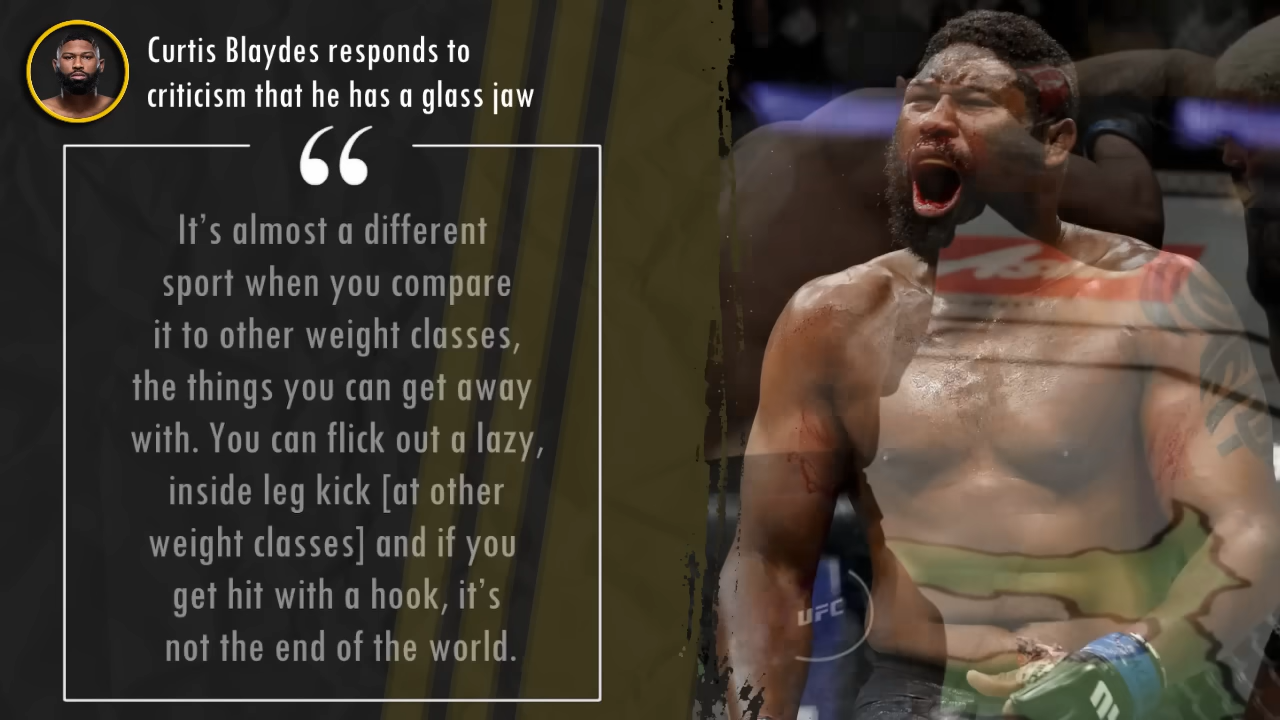 Curtis Blaydes responds to
criticism that he has a glass jaw
“
It’s almost a different
sport when you compare
it to other weight classes,
the things you can get away
with. You can flick out a lazy,
inside leg kick [at other
weight classes] and if you
get hit with a hook, it’s
not the end of the world.
UFC